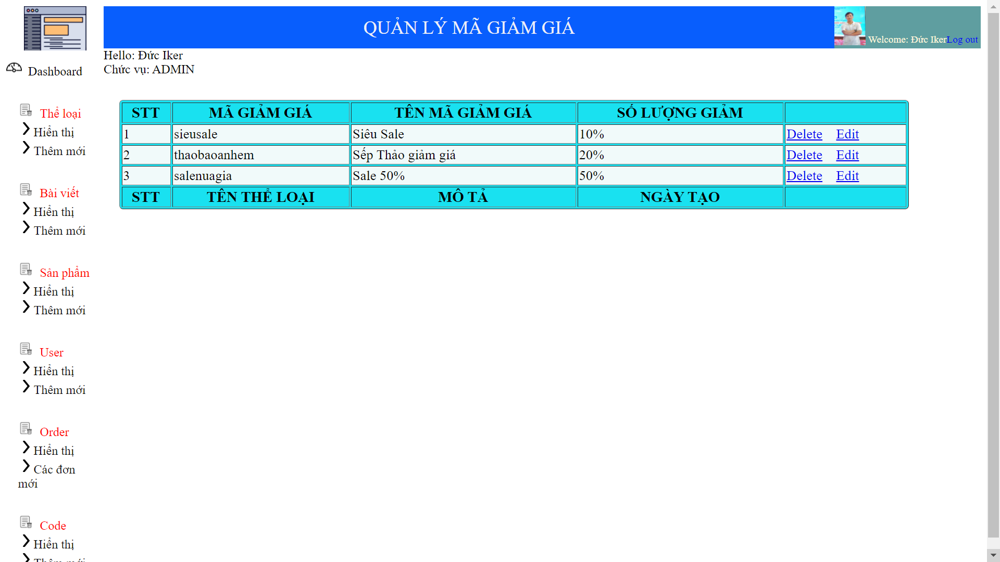 QUẢN LÝ MÃ GIẢM GIÁ
Welcome: Đức IkerLog out
Hello: Đức Iker
Chức vụ: ADMIN
Dashboard
Thể loại
Hiển thị
Thêm mới
Bài viết
Hiển thị
Thêm mới
Sản phẩm
Hiển thị
Thêm mới
User
Hiển thị
Thêm mới
Order
Hiển thị
Các đơn
mới
Code
Hiển thị
Thêm mới
STT MÃ GIẢM GIÁ TÊN MÃ GIẢM GIÁ SỐ LƯỢNG GIẢM
1 sieusale Siêu Sale 10% Delete Edit
2 thaobaoanhem Sếp Thảo giảm giá 20% Delete Edit
3 salenuagia Sale 50% 50% Delete Edit
STT TÊN THỂ LOẠI MÔ TẢ NGÀY TẠO